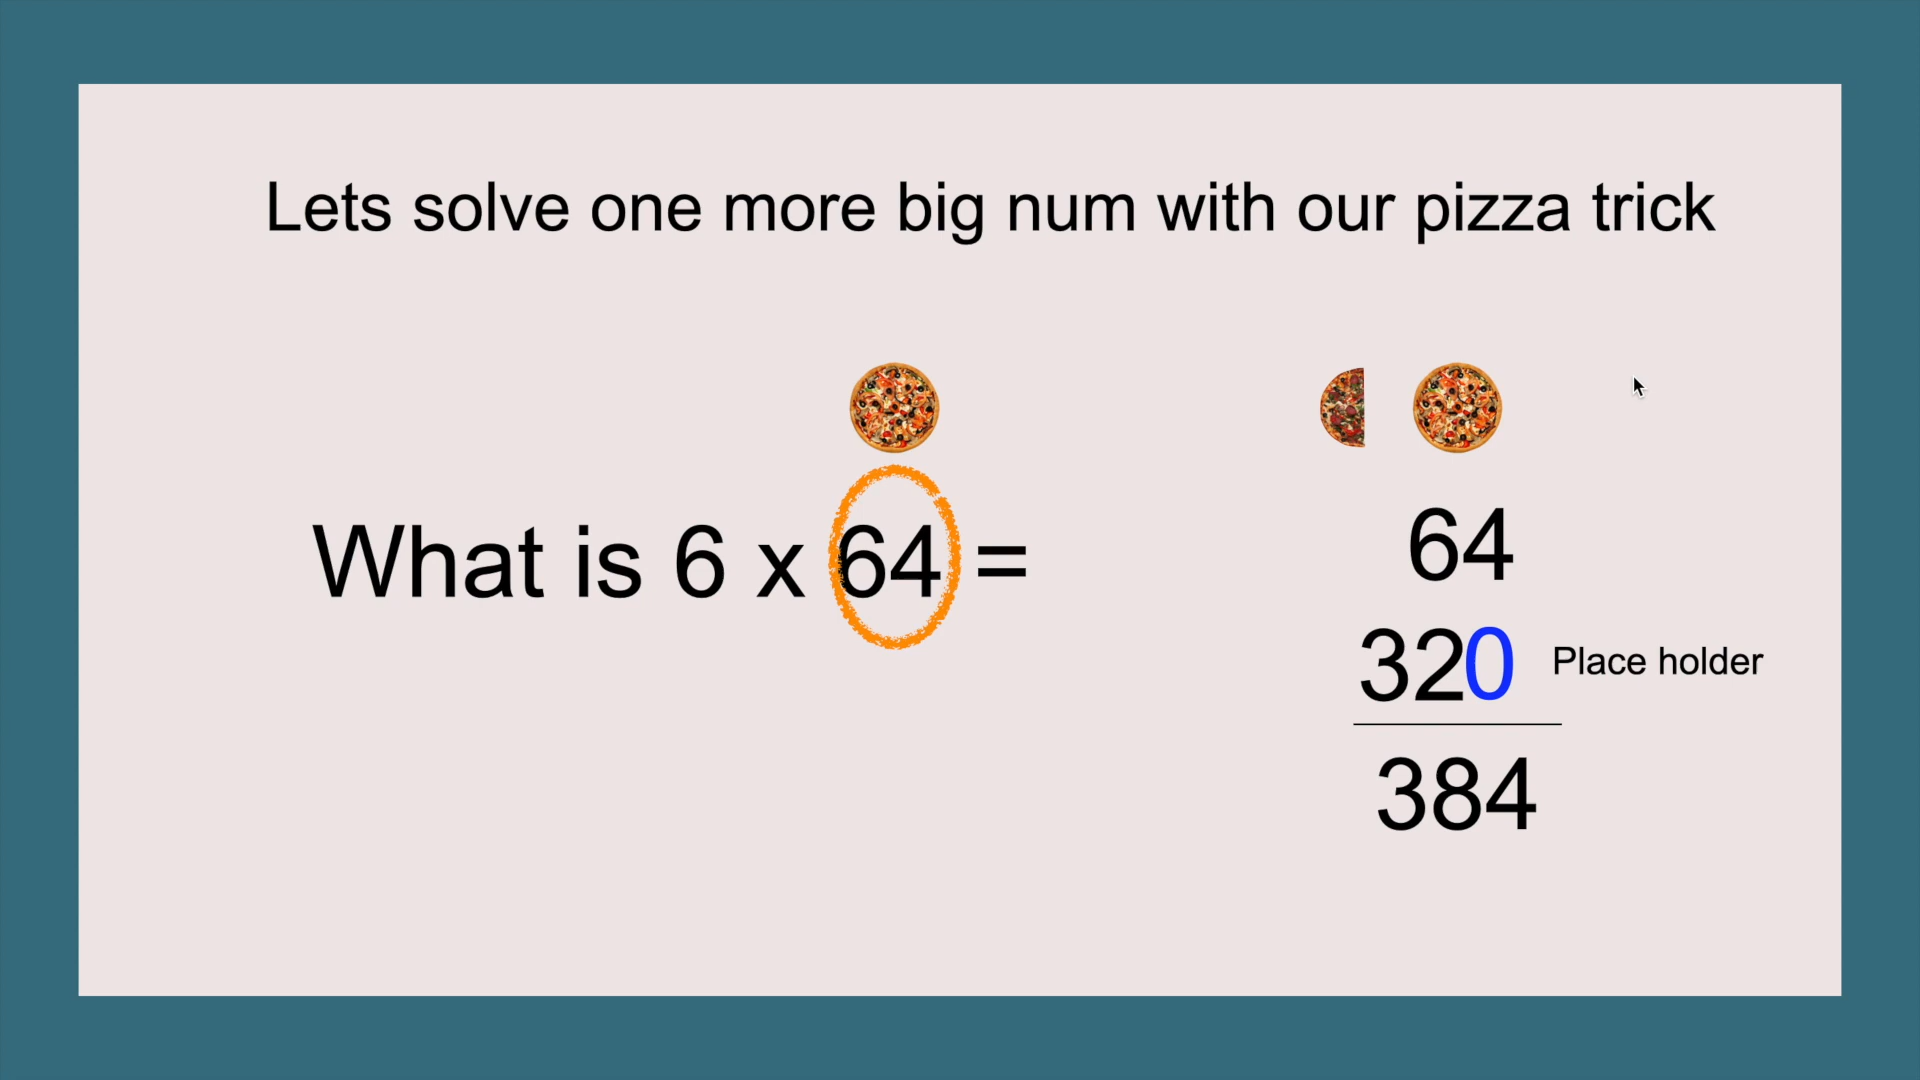 Lets solve one more big num with our pizza trick
What is 6 x 64 =
64
320 Place holder
384